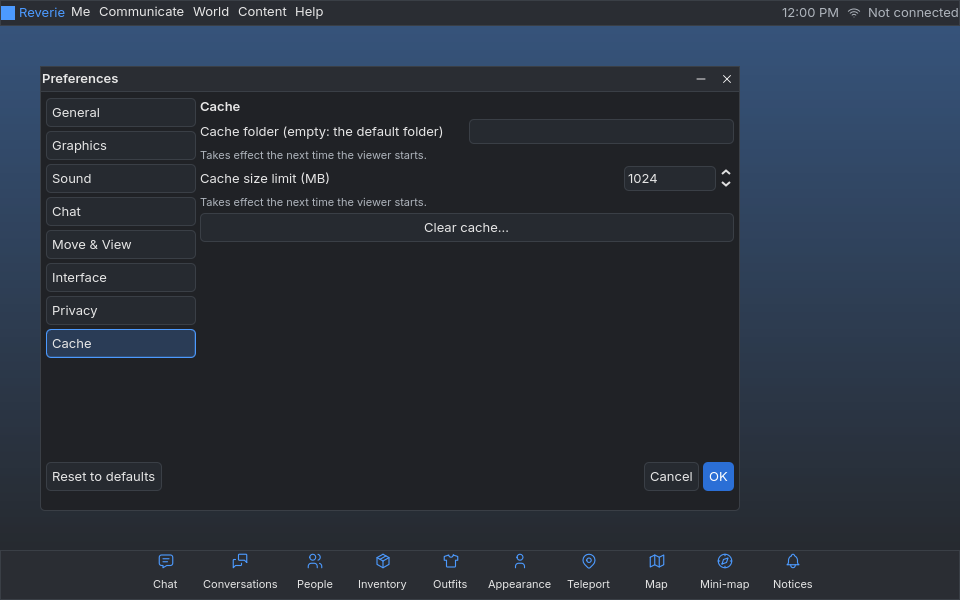 Reverie Me Communicate World Content Help 12:00 PM Not connected
Preferences
General
Graphics
Sound
Chat
Move & View
Interface
Privacy
Cache
Cache
Cache folder (empty: the default folder)
Takes effect the next time the viewer starts.
Cache size limit (MB) 1024
Takes effect the next time the viewer starts.
Clear cache...
Reset to defaults Cancel OK
Chat Conversations People Inventory Outfits Appearance Teleport Map Mini-map Notices